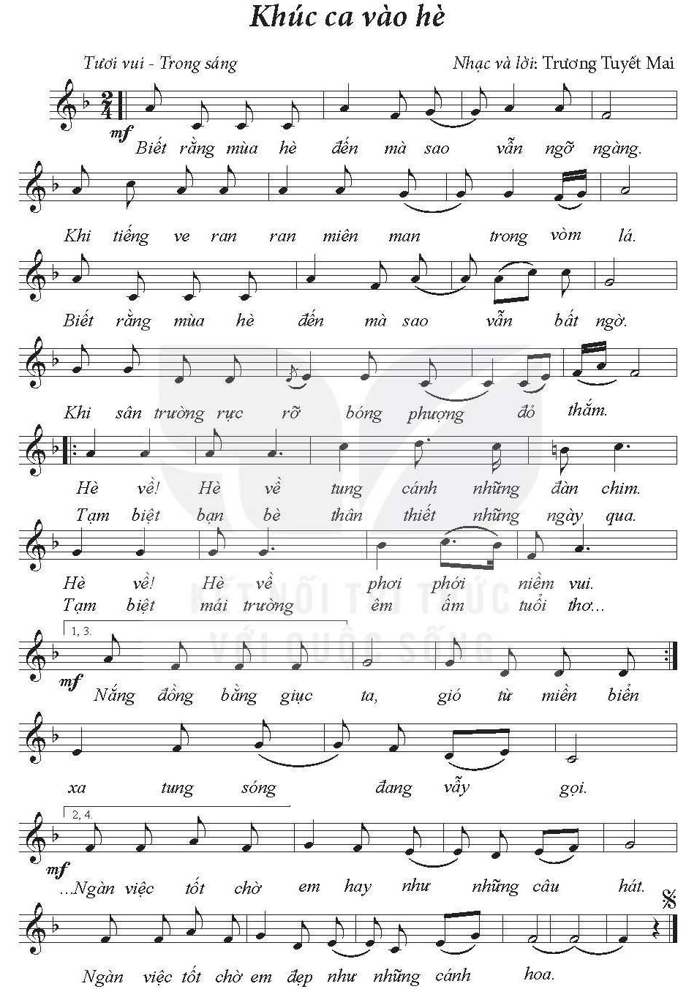 Khúc ca vào hè
Tươi vui - Trong sáng
Nhạc và lời: Trương Tuyết Mai
2
4
mf
Biết rằng mùa hè đến mà sao vẫn ngỡ ngàng.
Khi tiếng ve ran ran miên man trong vòm lá.
Biết rằng mùa hè đến mà sao vẫn bất ngờ.
Khi sân trường rực rỡ bóng phượng đỏ thắm.
Hè về! Hè về tung cánh những đàn chim.
Tạm biệt bạn bè thân thiết những ngày qua.
Hè về! Hè về phơi phới niềm vui.
Tạm biệt mái trường êm ấm tuổi thơ...
KẾT NỐI TRI THỨC
VỚI CUỘC SỐNG
1, 3.
mf
Nắng đồng bằng giục ta, gió từ miền biển
xa tung sóng đang vẫy gọi.
2, 4.
mf
...Ngàn việc tốt chờ em hay như những câu hát.
Ngàn việc tốt chờ em đẹp như những cánh hoa.